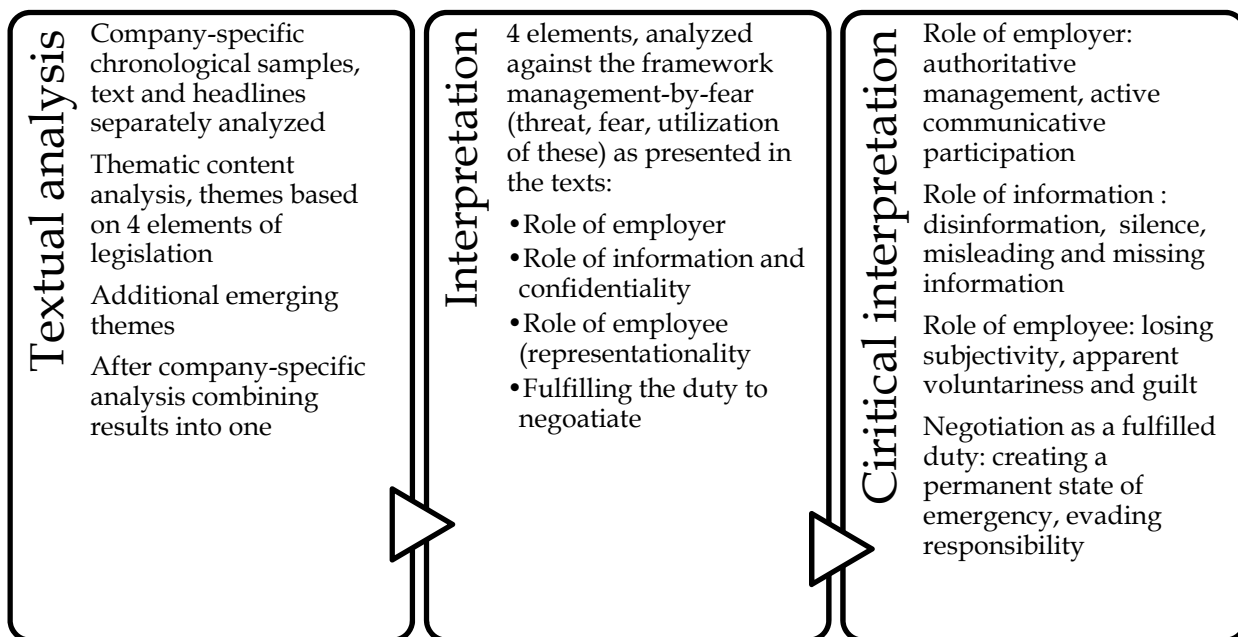 Textual analysis
Company-specific
chronological samples,
text and headlines
separately analyzed
Thematic content
analysis, themes based
on 4 elements of
legislation
Additional emerging
themes
After company-specific
analysis combining
results into one
Interpretation
4 elements, analyzed
against the framework
management-by-fear
(threat, fear, utilization
of these) as presented in
the texts:
•Role of employer
•Role of information and
confidentiality
•Role of employee
(representationality
•Fulfilling the duty to
negoatiate
Ciritical interpretation
Role of employer:
authoritative
management, active
communicative
participation
Role of information :
disinformation, silence,
misleading and missing
information
Role of employee: losing
subjectivity, apparent
voluntariness and guilt
Negotiation as a fulfilled
duty: creating a
permanent state of
emergency, evading
responsibility